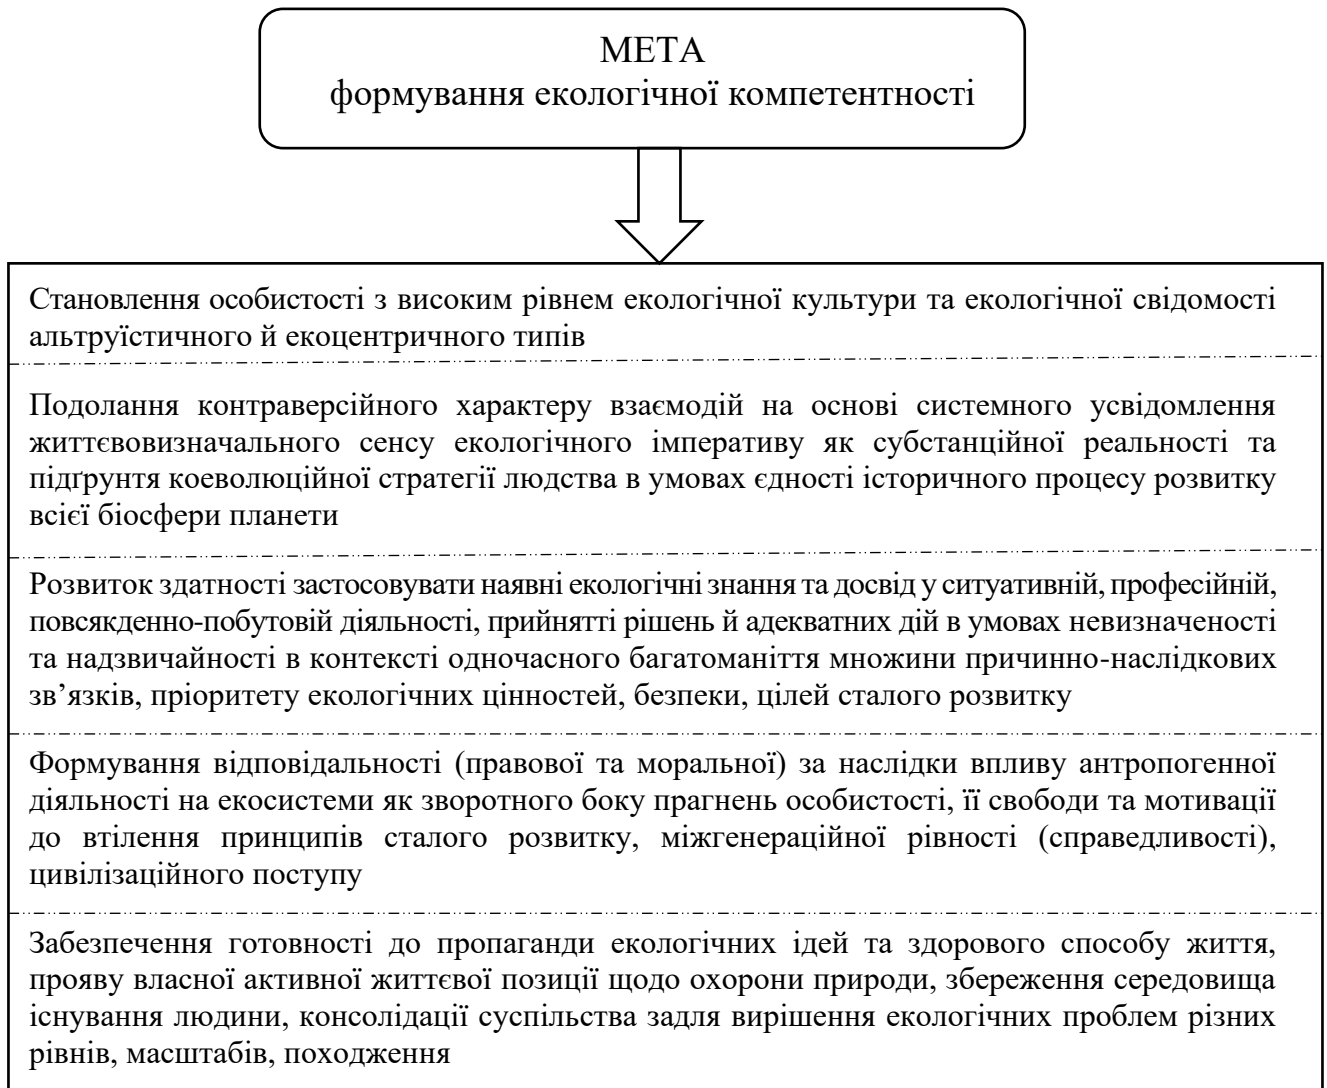 МЕТА
формування екологічної компетентності
Становлення особистості з високим рівнем екологічної культури та екологічної свідомості
альтруїстичного й екоцентричного типів
Подолання контраверсійного характеру взаємодій на основі системного усвідомлення
життєвовизначального сенсу екологічного імперативу як субстанційної реальності та
підґрунтя коеволюційної стратегії людства в умовах єдності історичного процесу розвитку
всієї біосфери планети
Розвиток здатності застосовувати наявні екологічні знання та досвід у ситуативній, професійній,
повсякденно-побутовій діяльності, прийнятті рішень й адекватних дій в умовах невизначеності
та надзвичайності в контексті одночасного багатоманіття множини причинно-наслідкових
зв’язків, пріоритету екологічних цінностей, безпеки, цілей сталого розвитку
Формування відповідальності (правової та моральної) за наслідки впливу антропогенної
діяльності на екосистеми як зворотного боку прагнень особистості, її свободи та мотивації
до втілення принципів сталого розвитку, міжгенераційної рівності (справедливості),
цивілізаційного поступу
Забезпечення готовності до пропаганди екологічних ідей та здорового способу життя,
прояву власної активної життєвої позиції щодо охорони природи, збереження середовища
існування людини, консолідації суспільства задля вирішення екологічних проблем різних
рівнів, масштабів, походження